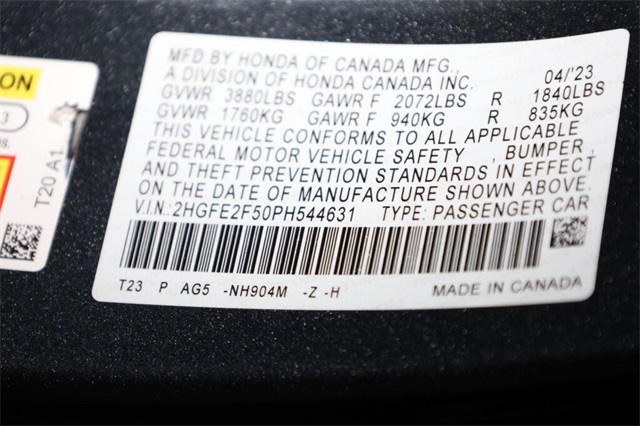 MFD.BY HONDA OF CANADA MFG.,
A DIVISION OF HONDA CANADA INC. 04/'23
GVWR 3880LBS GAWR F 2072LBS R 1840LBS
GVWR 1760KG GAWR F 940KG R 835KG
THIS VEHICLE CONFORMS TO ALL APPLICABLE
FEDERAL MOTOR VEHICLE SAFETY , BUMPER,
AND THEFT PREVENTION STANDARDS IN EFFECT
ON THE DATE OF MANUFACTURE SHOWN ABOVE.
V.I.N.:2HGFE2F50PH544631 TYPE: PASSENGER CAR
T23 P AG5 -NH904M -Z -H MADE IN CANADA
ON
3
os.
T20 A1